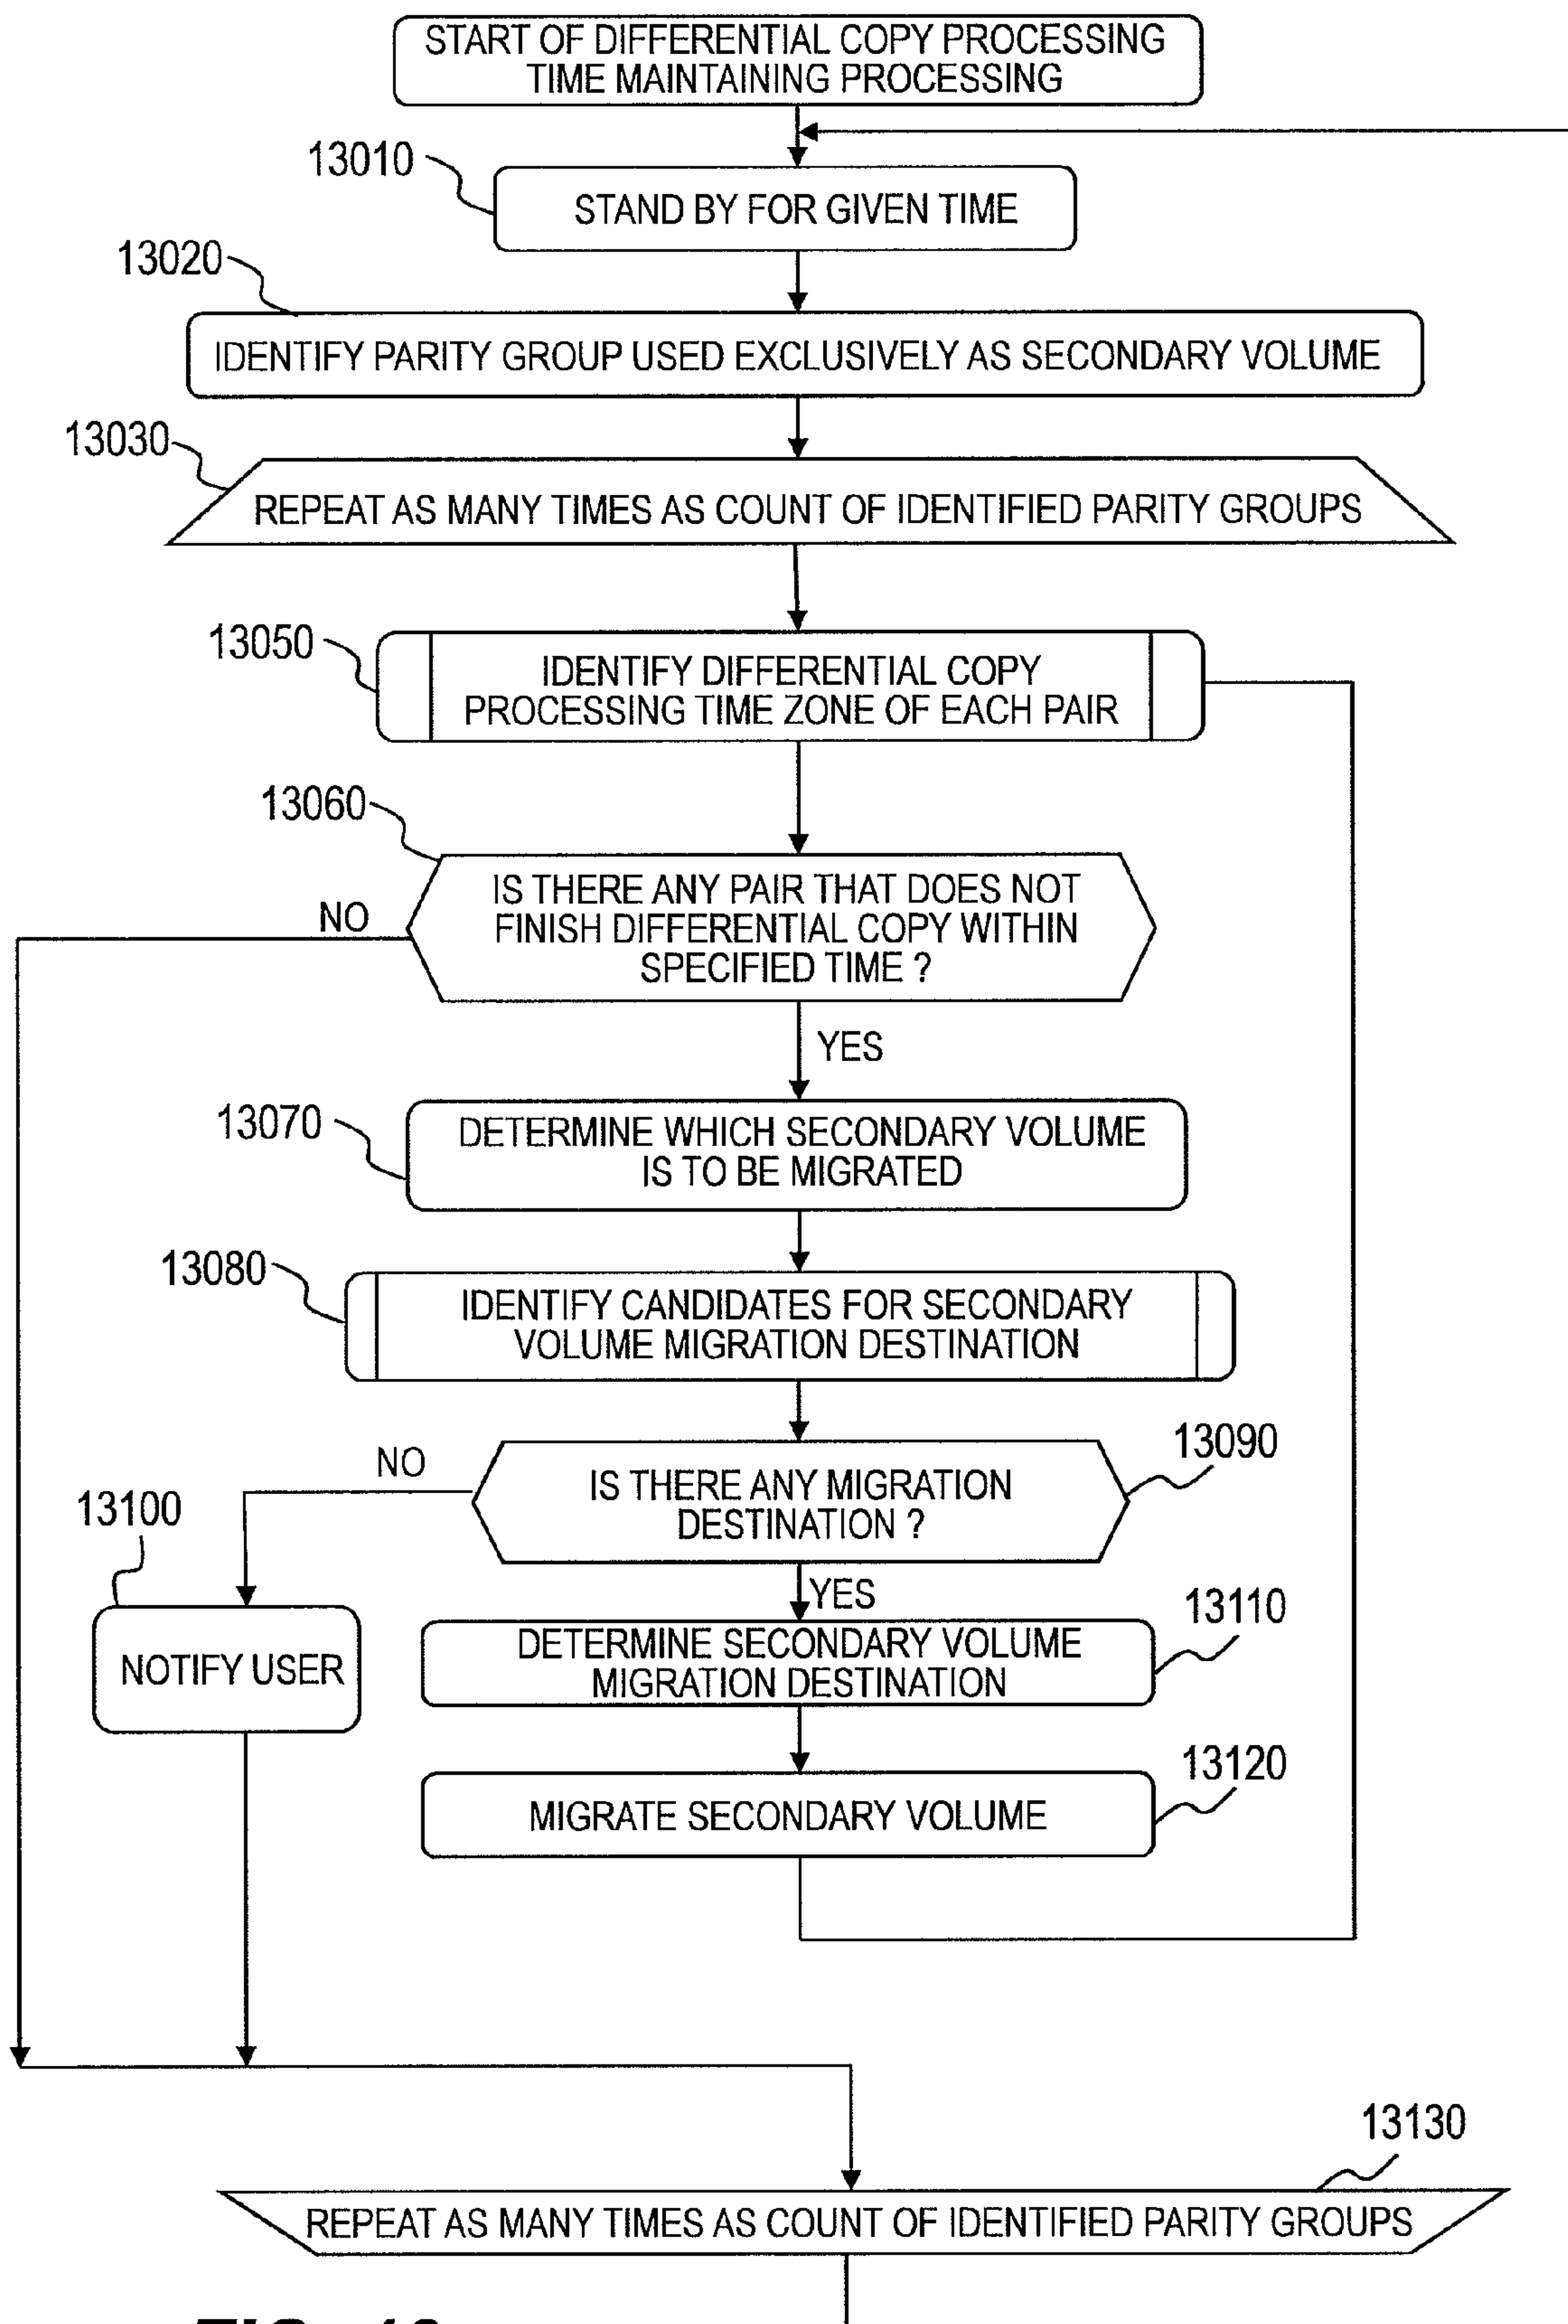 START OF DIFFERENTIAL COPY PROCESSING
TIME MAINTAINING PROCESSING
13010
STAND BY FOR GIVEN TIME
13020
IDENTIFY PARITY GROUP USED EXCLUSIVELY AS SECONDARY VOLUME
13030
REPEAT AS MANY TIMES AS COUNT OF IDENTIFIED PARITY GROUPS
13050
IDENTIFY DIFFERENTIAL COPY
PROCESSING TIME ZONE OF EACH PAIR
13060
IS THERE ANY PAIR THAT DOES NOT
FINISH DIFFERENTIAL COPY WITHIN
SPECIFIED TIME ?
NO
YES
13070
DETERMINE WHICH SECONDARY VOLUME
IS TO BE MIGRATED
13080
IDENTIFY CANDIDATES FOR SECONDARY
VOLUME MIGRATION DESTINATION
13090
NO
IS THERE ANY MIGRATION
DESTINATION ?
13100
YES
NOTIFY USER
13110
DETERMINE SECONDARY VOLUME
MIGRATION DESTINATION
13120
MIGRATE SECONDARY VOLUME
13130
REPEAT AS MANY TIMES AS COUNT OF IDENTIFIED PARITY GROUPS